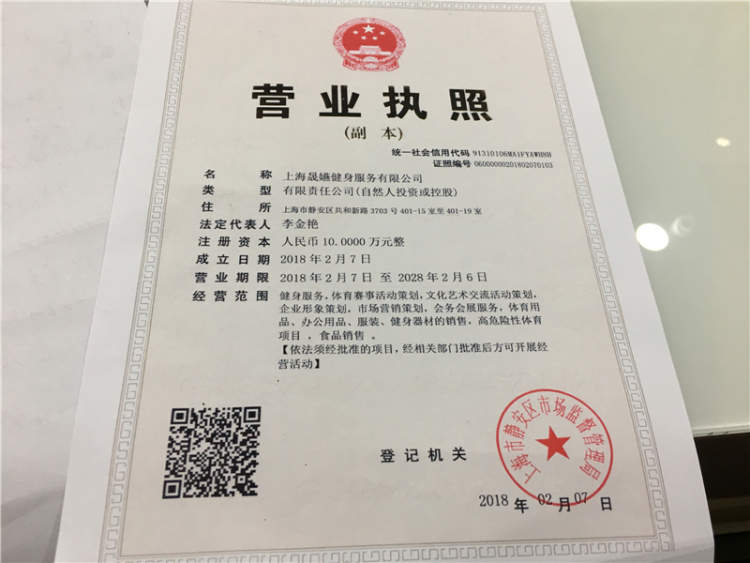 营业执照
(副 本)
统一社会信用代码 91310106MA1FYAWH8H
证照编号 06000000201802070103
名 称 上海晟嬿健身服务有限公司
类 型 有限责任公司(自然人投资或控股)
住 所 上海市静安区共和新路3703号401-15室至401-19室
法定代表人 李金艳
注册资本 人民币10.0000万元整
成立日期 2018年2月7日
营业期限 2018年2月7日 至 2028年2月6日
经营范围 健身服务,体育赛事活动策划,文化艺术交流活动策划,
企业形象策划,市场营销策划,会务会展服务,体育用
品、办公用品、服装、健身器材的销售,高危险性体育
项目,食品销售。
【依法须经批准的项目,经相关部门批准后方可开展经
营活动】
登记机关
上海市静安区市场监督管理局
2018 年 02 月 07 日